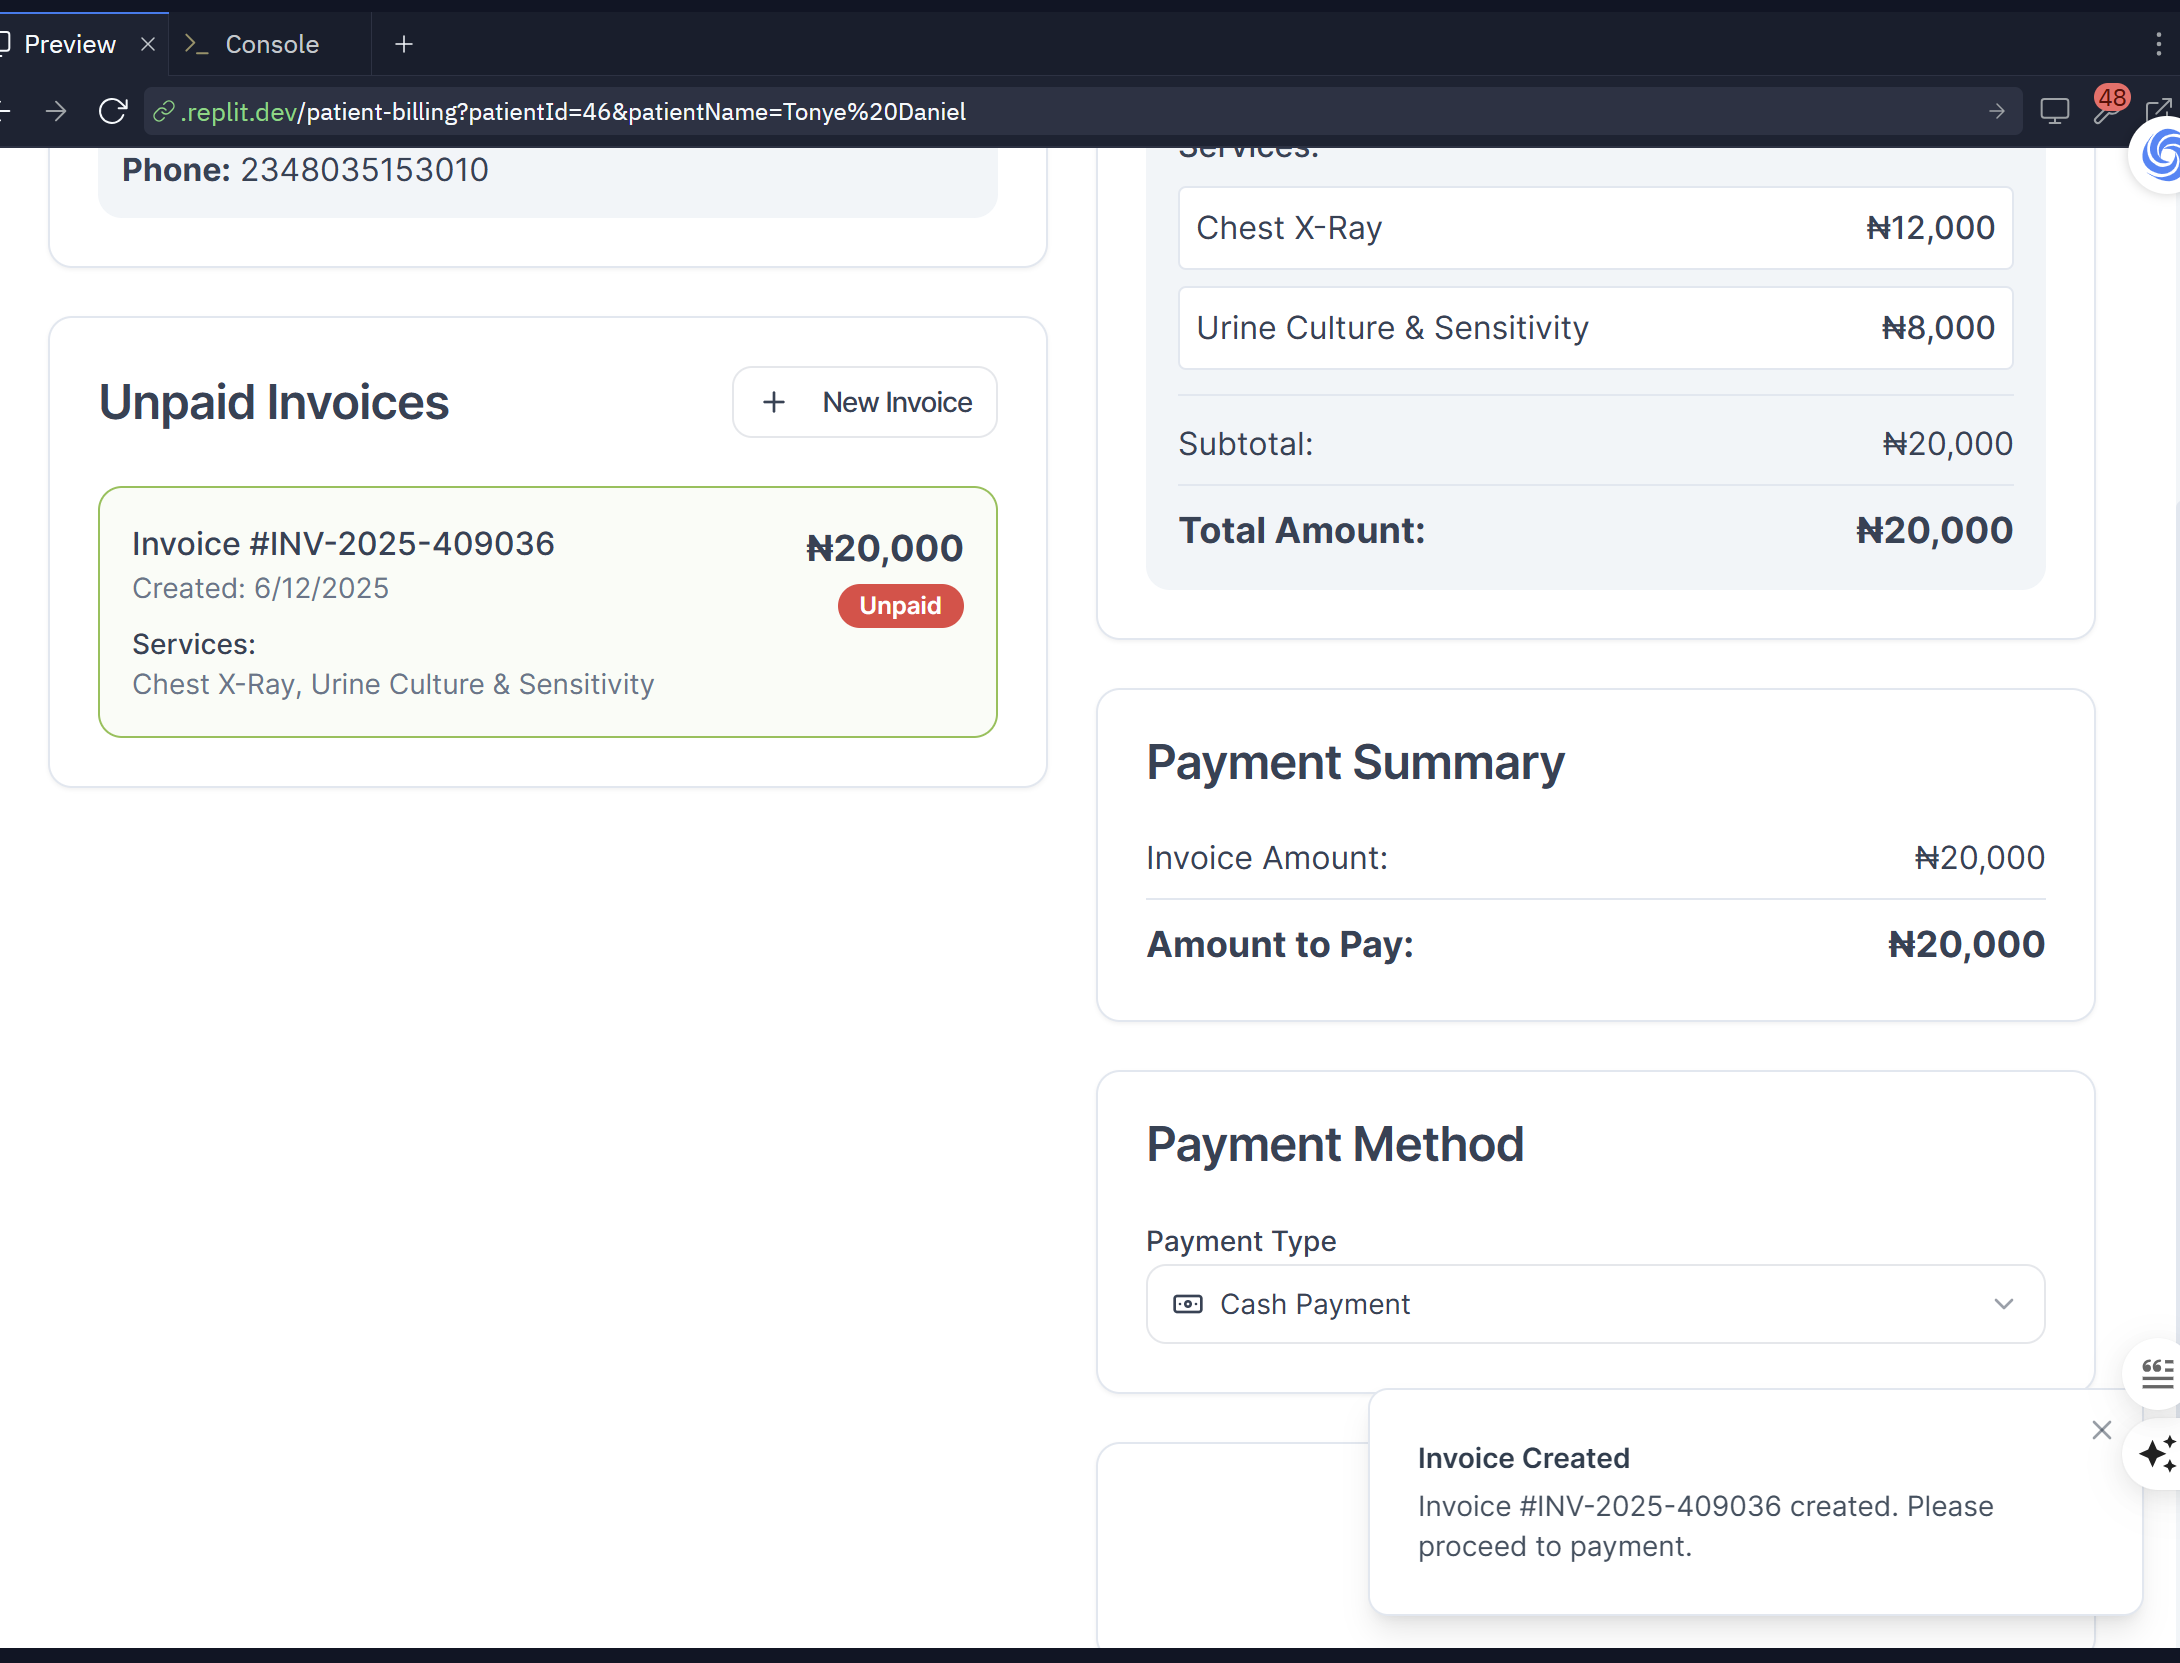 Preview
Console
.replit.dev/patient-billing?patientId=46&patientName=Tonye%20Daniel
48
Phone: 2348035153010
Unpaid Invoices
New Invoice
Invoice #INV-2025-409036
₦20,000
Created: 6/12/2025
Unpaid
Services:
Chest X-Ray, Urine Culture & Sensitivity
Services:
Chest X-Ray ₦12,000
Urine Culture & Sensitivity ₦8,000
Subtotal: ₦20,000
Total Amount: ₦20,000
Payment Summary
Invoice Amount: ₦20,000
Amount to Pay: ₦20,000
Payment Method
Payment Type
Cash Payment
Invoice Created
Invoice #INV-2025-409036 created. Please
proceed to payment.